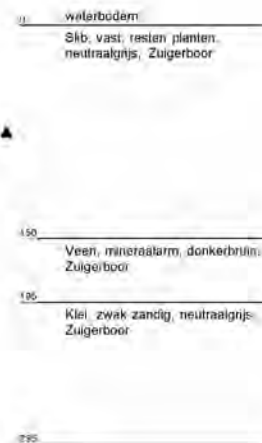 0
waterbodem
Slib, vast, resten planten,
neutraalgrijs, Zuigerboor
150
Veen, mineraalarm, donkerbruin,
Zuigerboor
195
Klei, zwak zandig, neutraalgrijs,
Zuigerboor
295